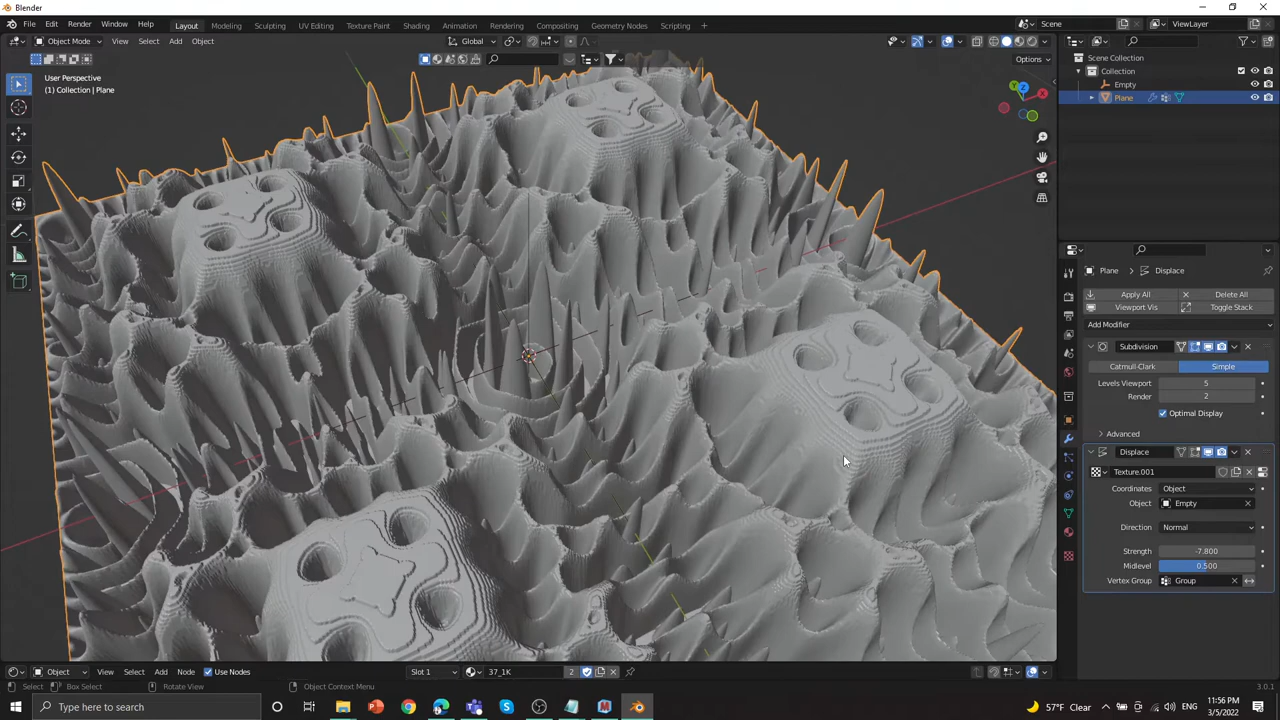 Blender
File Edit Render Window Help Layout Modeling Sculpting UV Editing Texture Paint Shading Animation Rendering Compositing Geometry Nodes Scripting + Scene ViewLayer
Object Mode View Select Add Object Global
Options
User Perspective
(1) Collection | Plane
Scene Collection
Collection
Empty
Plane
Plane > Displace
Apply All Delete All
Viewport Vis Toggle Stack
Add Modifier
Subdivision
Catmull-Clark Simple
Levels Viewport 5
Render 2
Optimal Display
Advanced
Displace
Texture.001
Coordinates Object
Object Empty
Direction Normal
Strength -7.800
Midlevel 0.500
Vertex Group Group
Object View Select Add Node Use Nodes Slot 1 37_1K 2
Select Box Select Rotate View Object Context Menu 3.0.1
Type here to search
57°F Clear
11:56 PM
3/5/2022